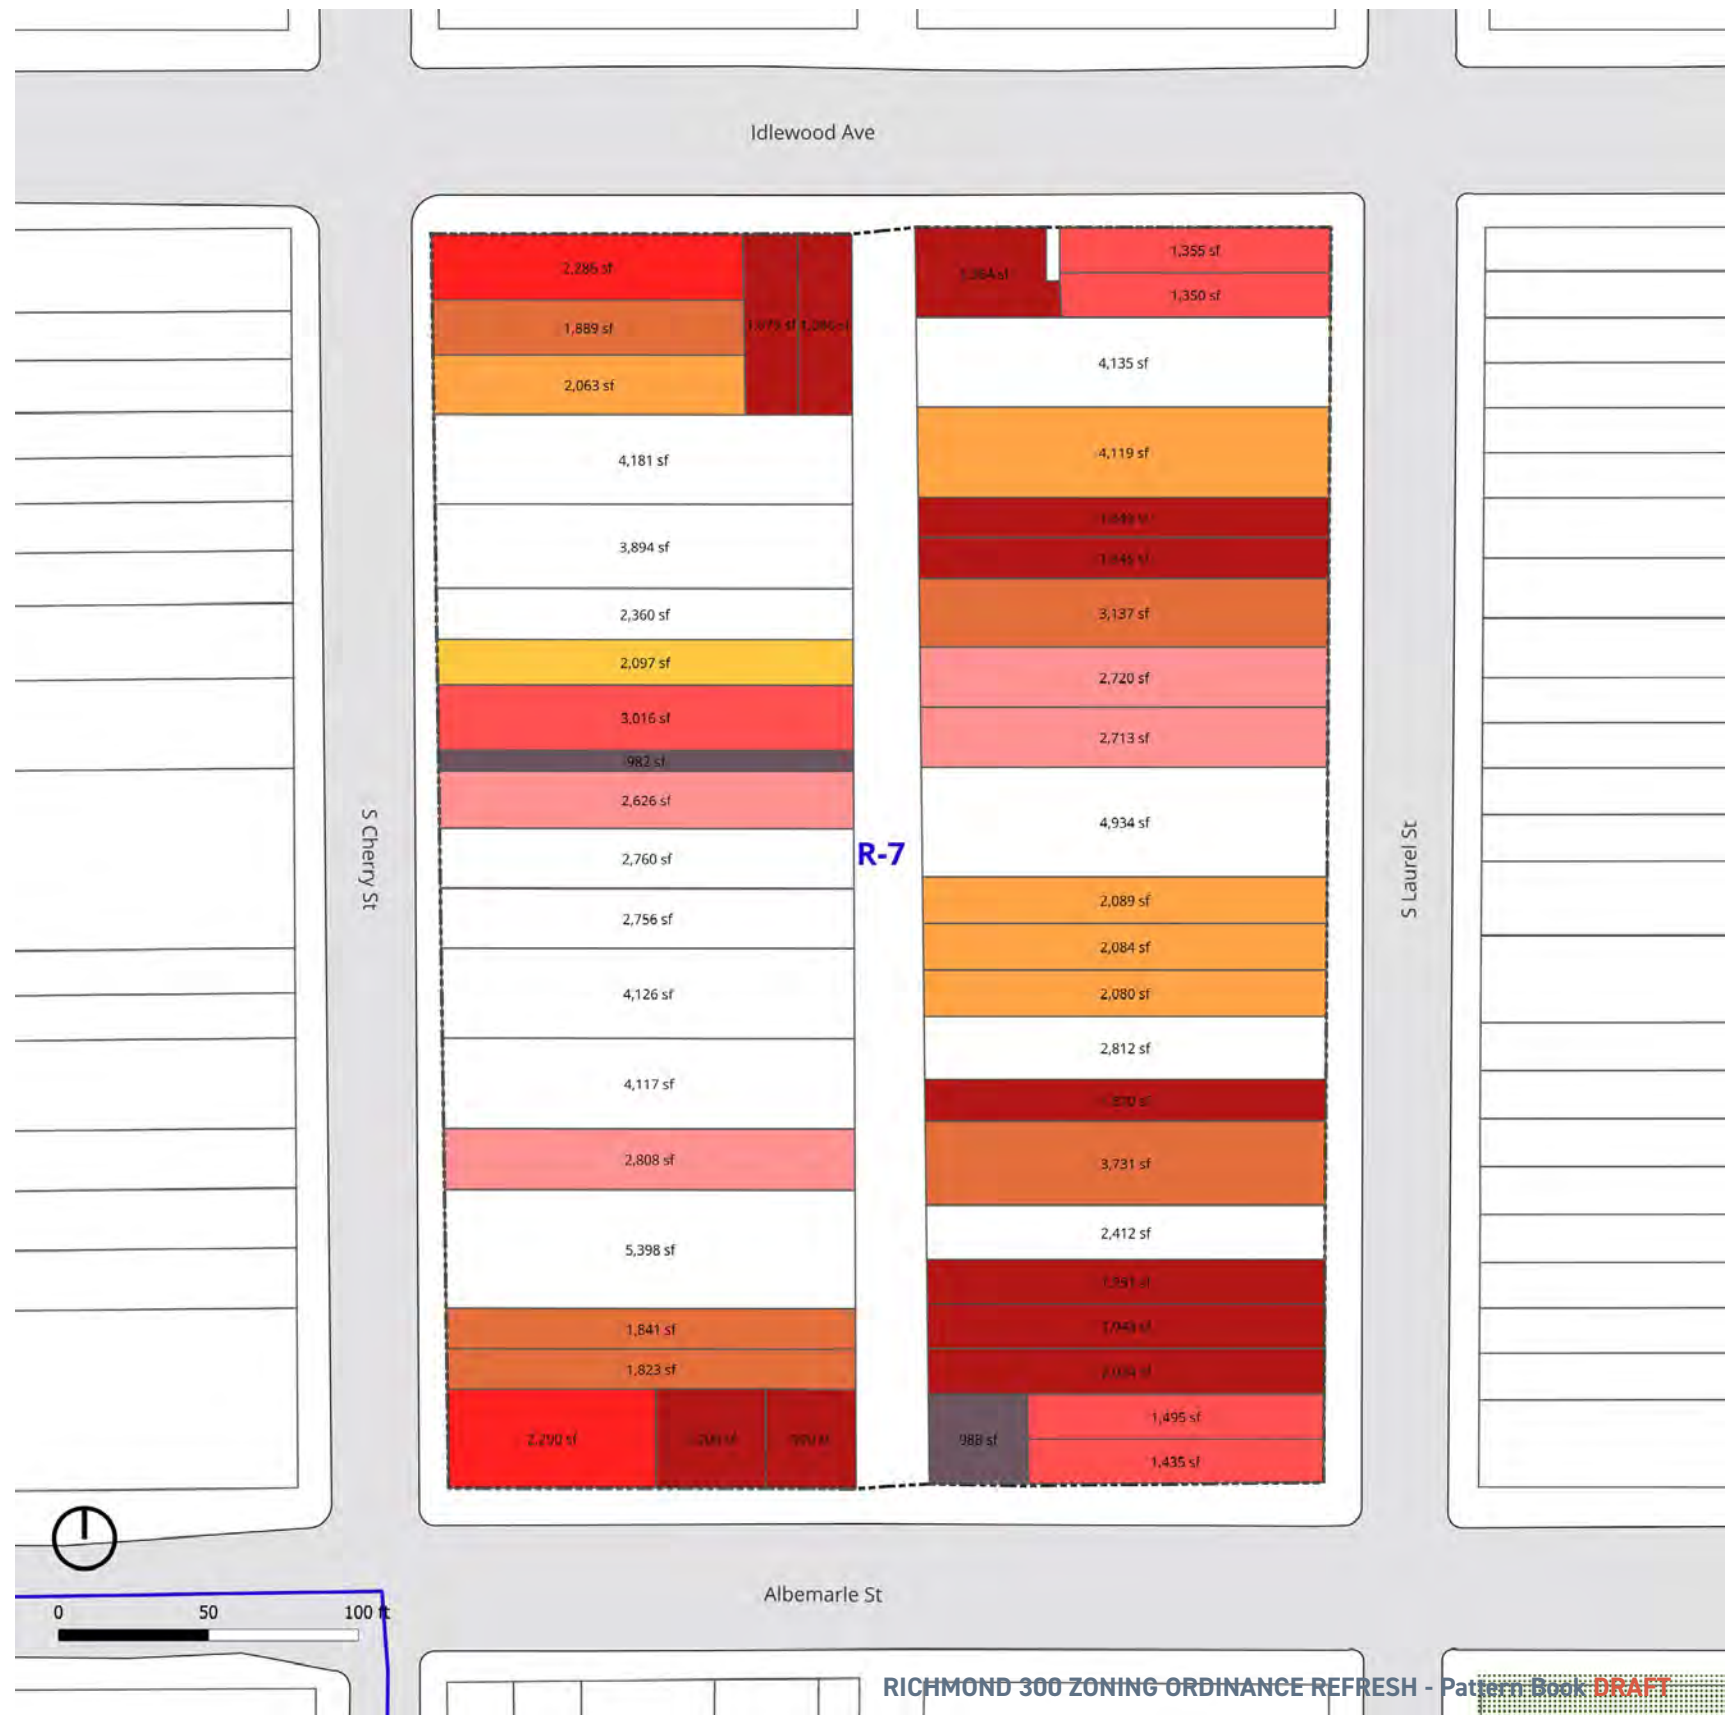 Idlewood Ave
2,286 sf
1,889 sf
2,063 sf
4,181 sf
3,894 sf
2,360 sf
2,097 sf
3,016 sf
982 sf
2,626 sf
2,760 sf
2,756 sf
4,126 sf
4,117 sf
2,808 sf
5,398 sf
1,841 sf
1,823 sf
2,290 sf
S Cherry St
R-7
1,355 sf
1,350 sf
4,135 sf
4,119 sf
3,137 sf
2,720 sf
2,713 sf
4,934 sf
2,089 sf
2,084 sf
2,080 sf
2,812 sf
3,731 sf
2,412 sf
988 sf
1,495 sf
1,435 sf
S Laurel St
Albemarle St
0 50 100 ft
RICHMOND 300 ZONING ORDINANCE REFRESH - Pattern Book DRAFT